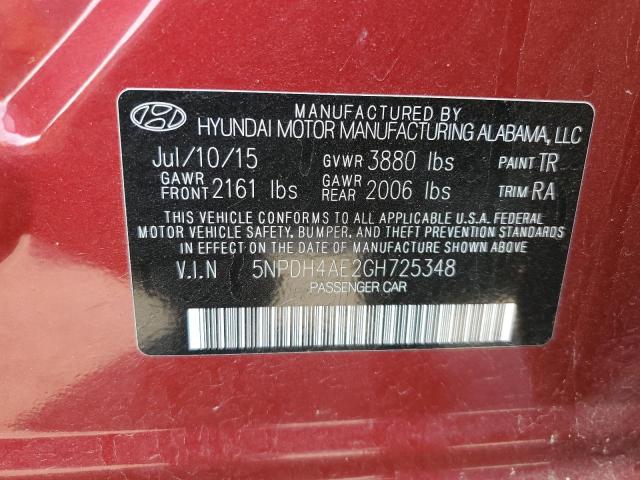 MANUFACTURED BY
HYUNDAI MOTOR MANUFACTURING ALABAMA, LLC
Jul/10/15 GVWR 3880 lbs PAINT TR
GAWR FRONT 2161 lbs GAWR REAR 2006 lbs TRIM RA
THIS VEHICLE CONFORMS TO ALL APPLICABLE U.S.A. FEDERAL
MOTOR VEHICLE SAFETY, BUMPER, AND THEFT PREVENTION
STANDARDS IN EFFECT ON THE DATE OF MANUFACTURE SHOWN ABOVE
V.I.N 5NPDH4AE2GH725348
PASSENGER CAR